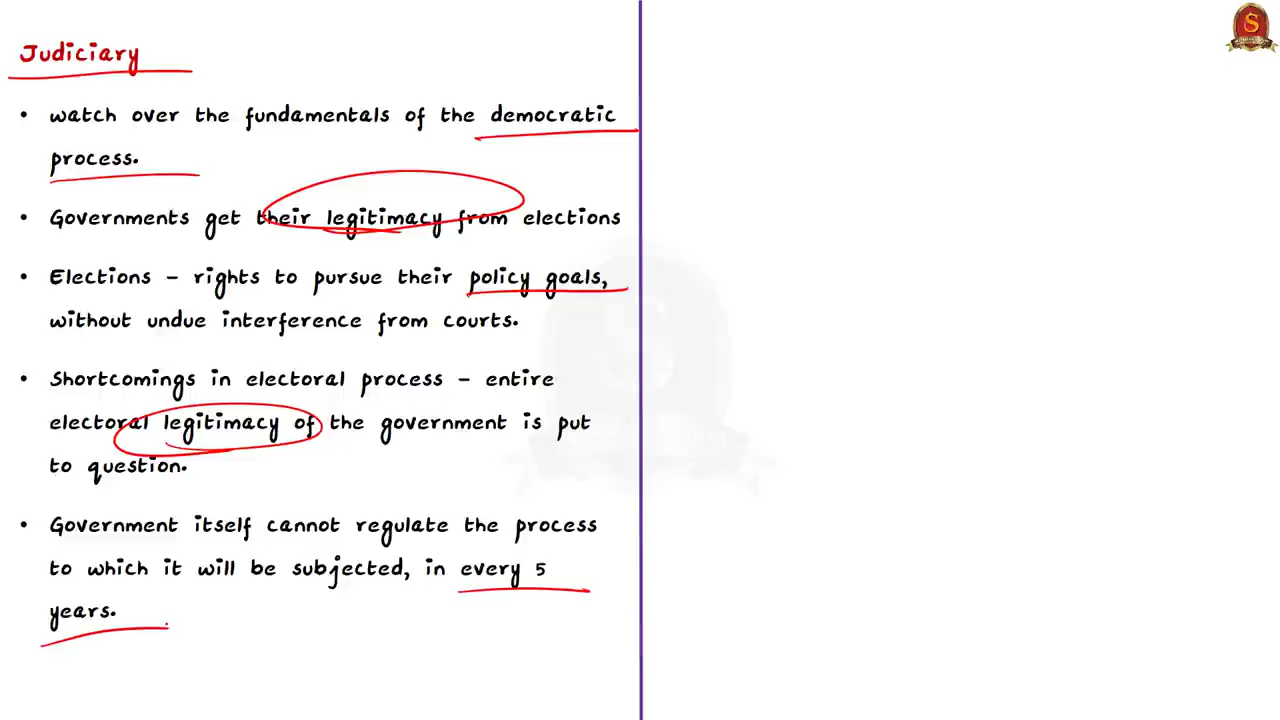 Judiciary
• watch over the fundamentals of the democratic
process.
• Governments get their legitimacy from elections
• Elections – rights to pursue their policy goals,
without undue interference from courts.
• Shortcomings in electoral process – entire
electoral legitimacy of the government is put
to question.
• Government itself cannot regulate the process
to which it will be subjected, in every 5
years.
S